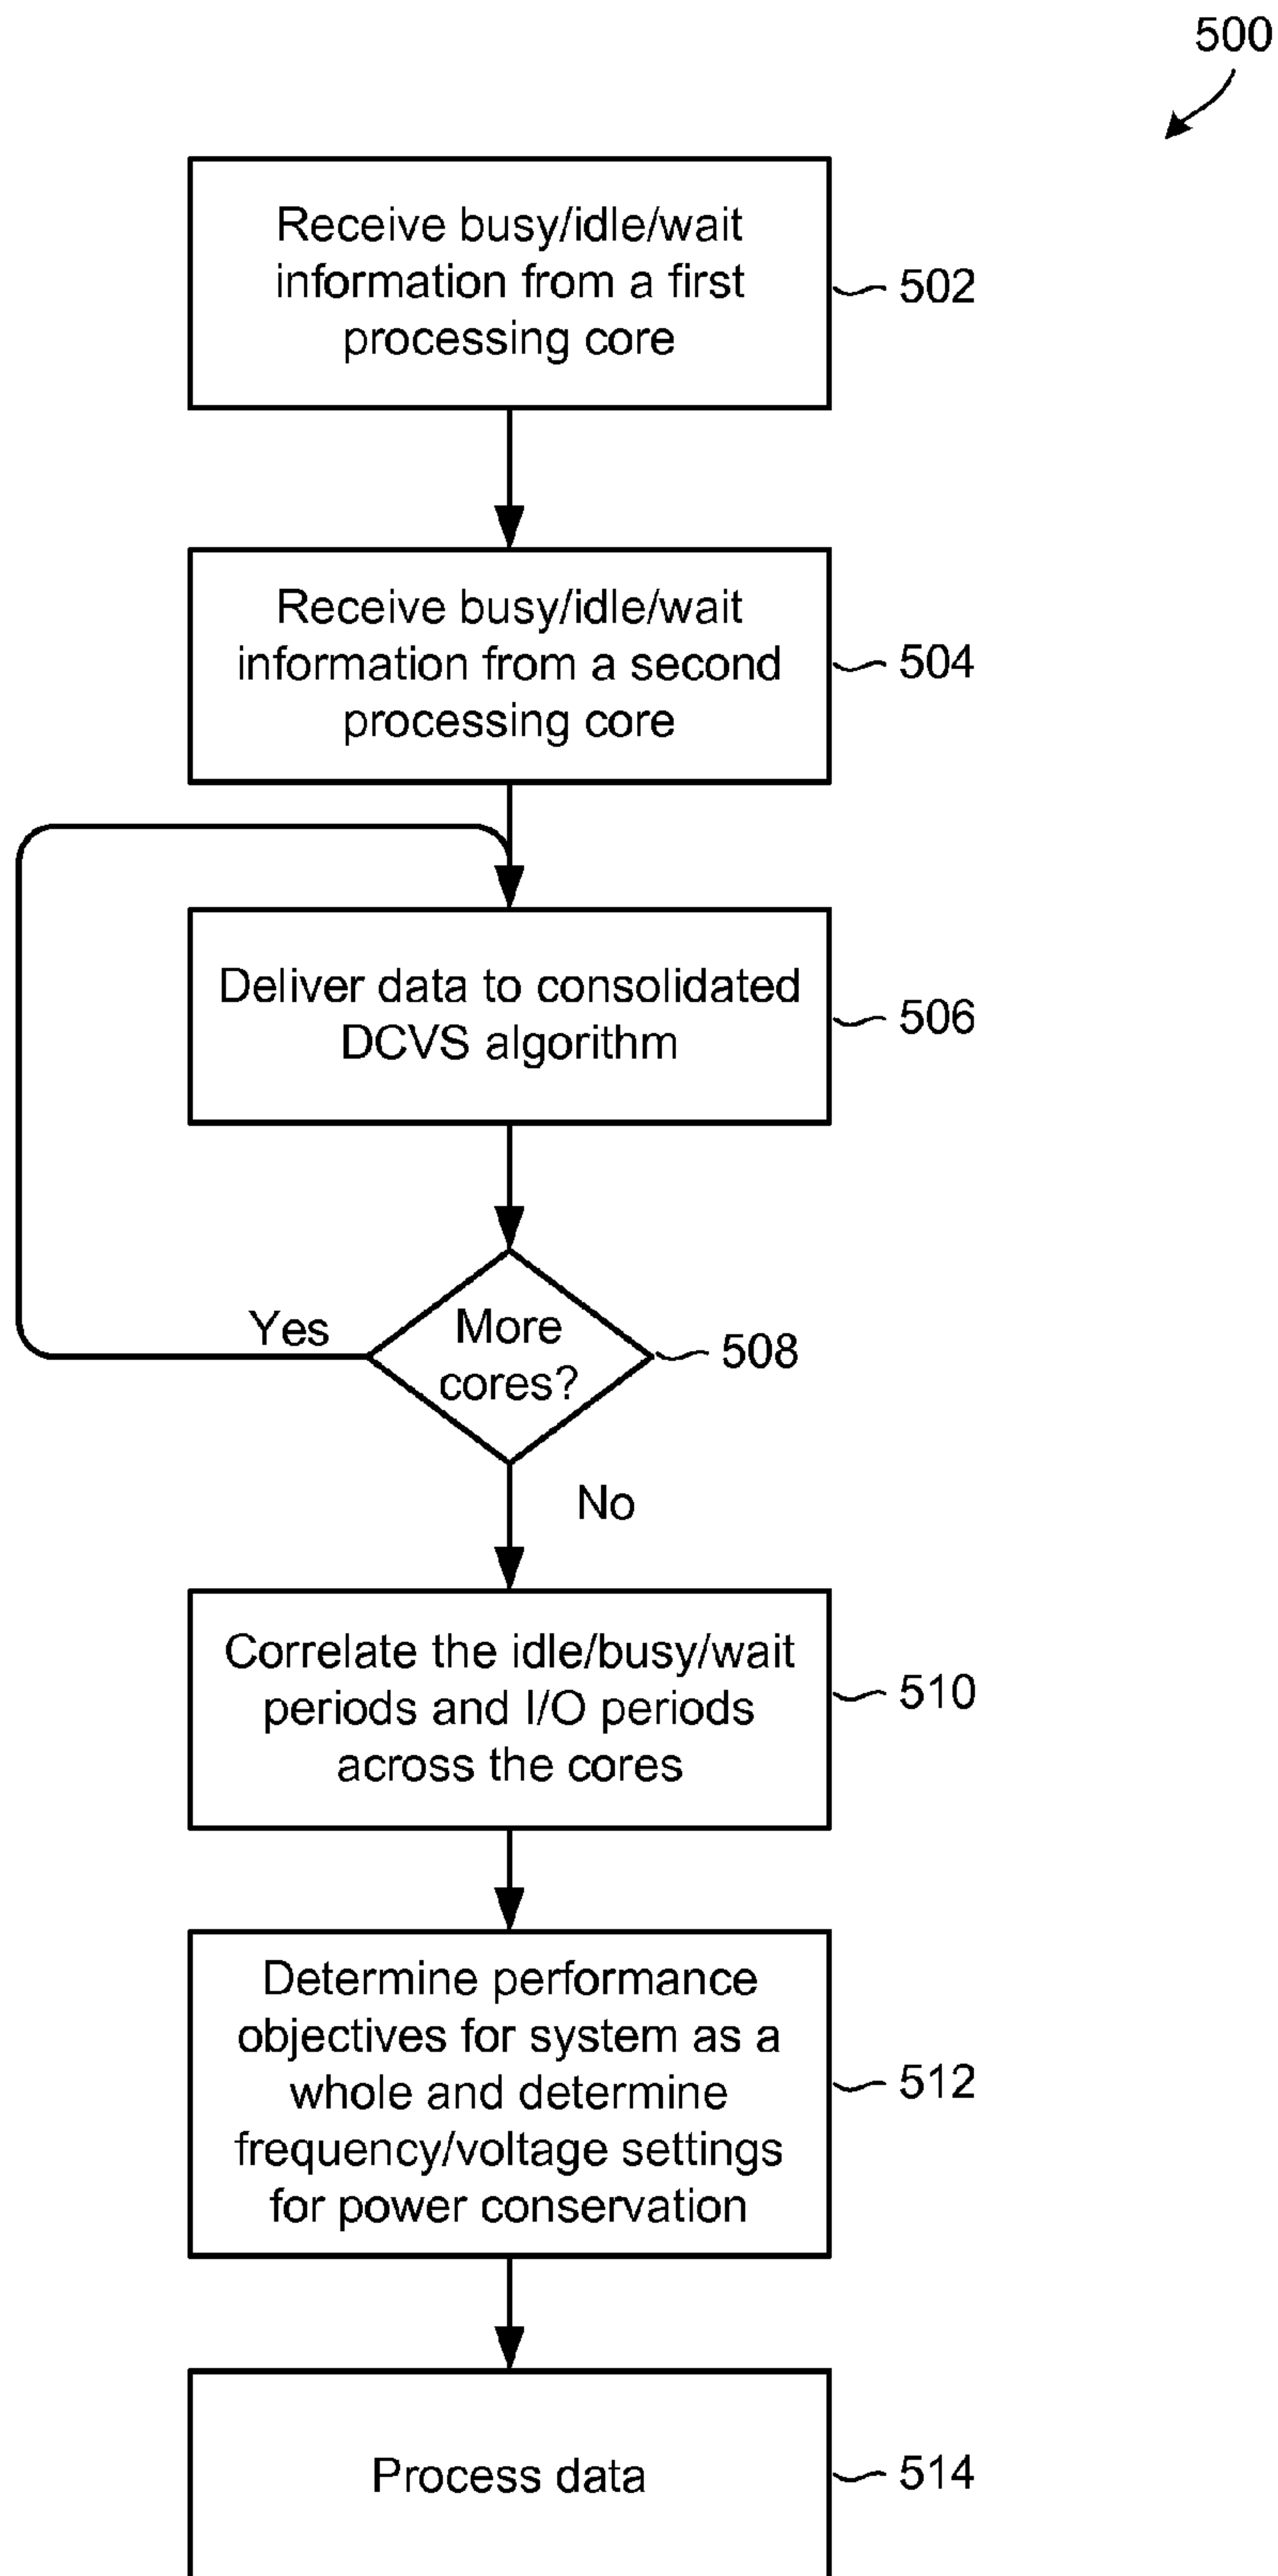 500
Receive busy/idle/wait
information from a first
processing core
502
Receive busy/idle/wait
information from a second
processing core
504
Deliver data to consolidated
DCVS algorithm
506
More
cores?
508
Yes
No
Correlate the idle/busy/wait
periods and I/O periods
across the cores
510
Determine performance
objectives for system as a
whole and determine
frequency/voltage settings
for power conservation
512
Process data
514